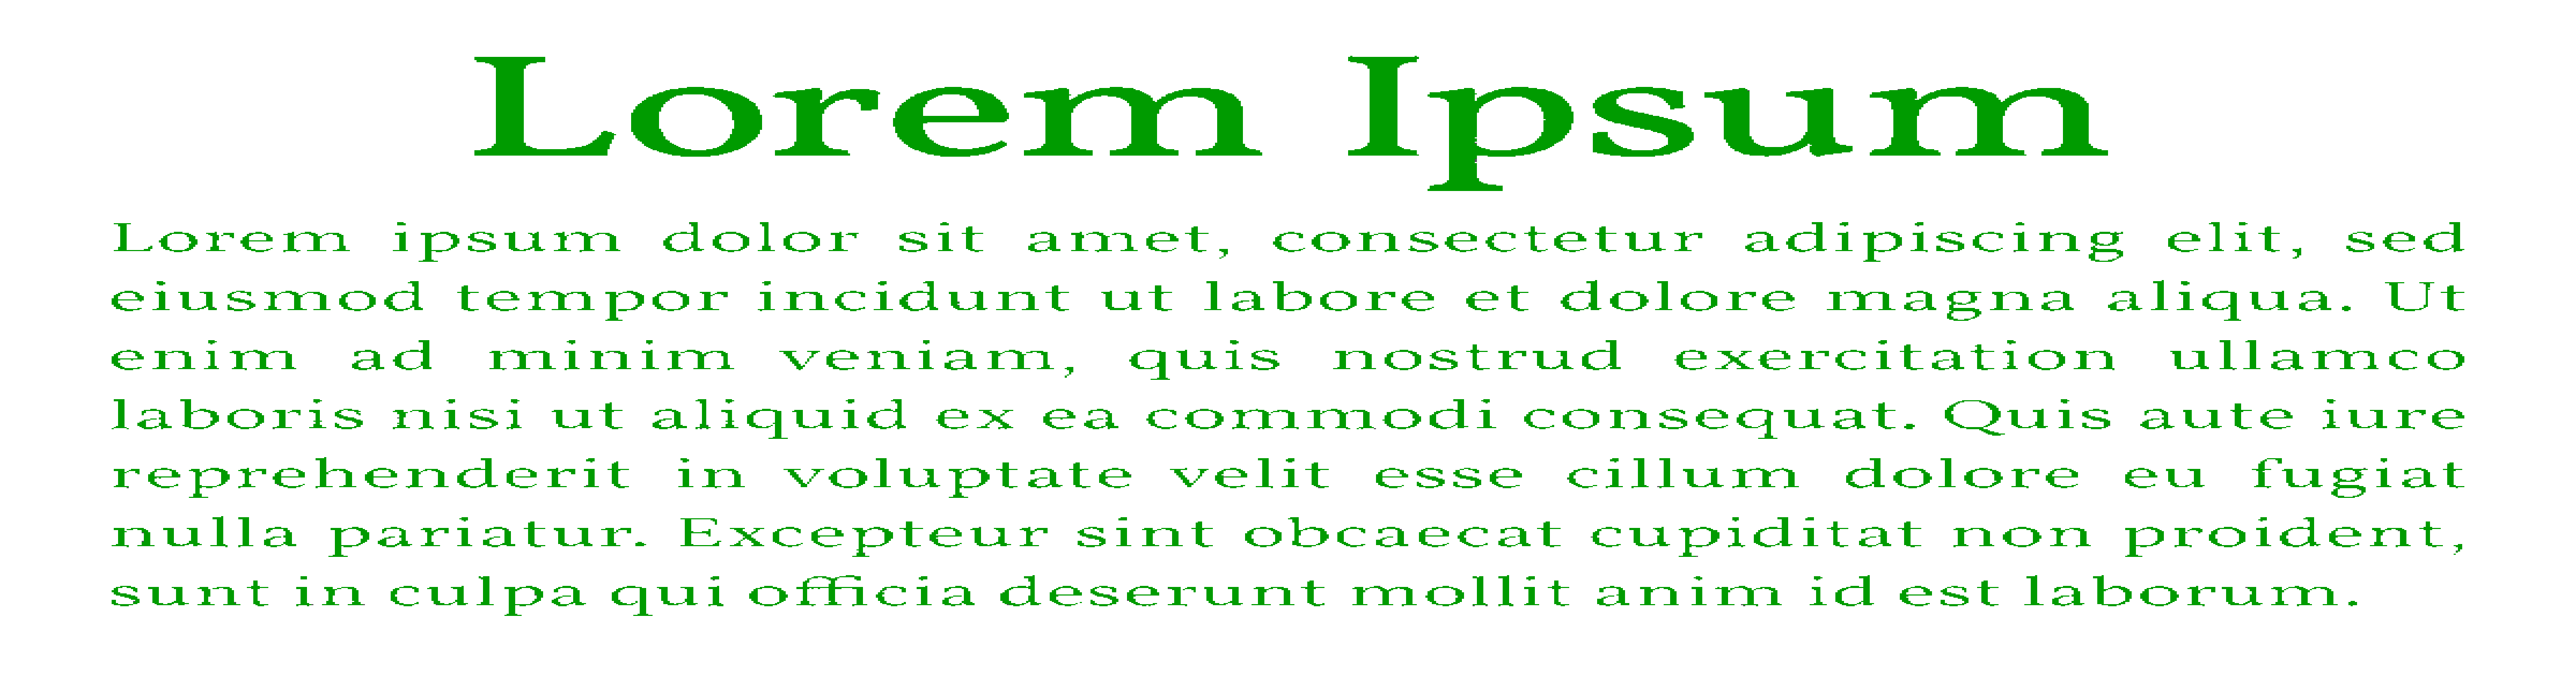 Lorem Ipsum
Lorem ipsum dolor sit amet, consectetur adipiscing elit, sed
eiusmod tempor incidunt ut labore et dolore magna aliqua. Ut
enim ad minim veniam, quis nostrud exercitation ullamco
laboris nisi ut aliquid ex ea commodi consequat. Quis aute iure
reprehenderit in voluptate velit esse cillum dolore eu fugiat
nulla pariatur. Excepteur sint obcaecat cupiditat non proident,
sunt in culpa qui officia deserunt mollit anim id est laborum.